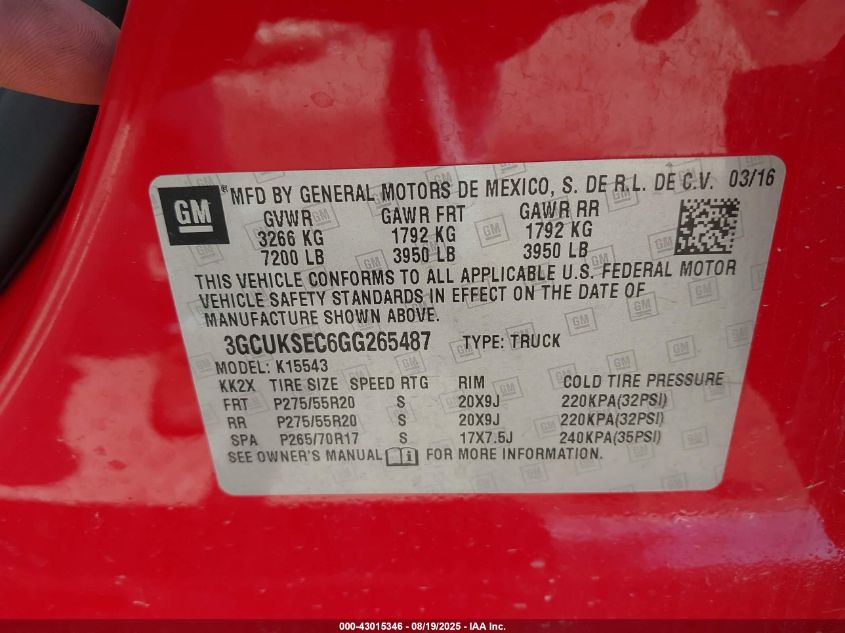 GM ® MFD BY GENERAL MOTORS DE MEXICO, S. DE R.L. DE C.V. 03/16
GVWR GAWR FRT GAWR RR
3266 KG 1792 KG 1792 KG
7200 LB 3950 LB 3950 LB
THIS VEHICLE CONFORMS TO ALL APPLICABLE U.S. FEDERAL MOTOR
VEHICLE SAFETY STANDARDS IN EFFECT ON THE DATE OF
MANUFACTURE SHOWN ABOVE.
3GCUKSEC6GG265487 TYPE: TRUCK
MODEL: K15543
KK2X TIRE SIZE SPEED RTG RIM COLD TIRE PRESSURE
FRT P275/55R20 S 20X9J 220KPA(32PSI)
RR P275/55R20 S 20X9J 220KPA(32PSI)
SPA P265/70R17 S 17X7.5J 240KPA(35PSI)
SEE OWNER'S MANUAL i FOR MORE INFORMATION.
000-43015346 - 08/19/2025 - IAA Inc.